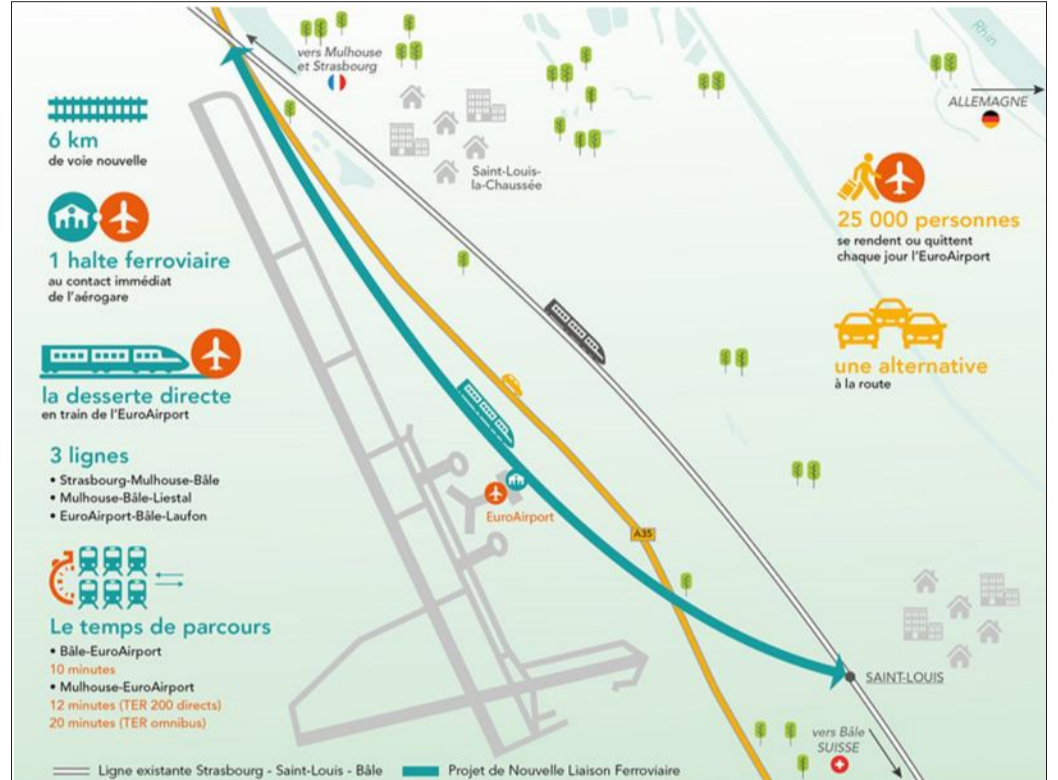 vers Mulhouse
et Strasbourg
Rhin
ALLEMAGNE
6 km
de voie nouvelle
Saint-Louis-
la-Chaussée
25 000 personnes
se rendent ou quittent
chaque jour l'EuroAirport
1 halte ferroviaire
au contact immédiat
de l'aérogare
une alternative
à la route
la desserte directe
en train de l'EuroAirport
3 lignes
• Strasbourg-Mulhouse-Bâle
• Mulhouse-Bâle-Liestal
• EuroAirport-Bâle-Laufon
EuroAirport
A35
Le temps de parcours
• Bâle-EuroAirport
10 minutes
• Mulhouse-EuroAirport
12 minutes (TER 200 directs)
20 minutes (TER omnibus)
SAINT-LOUIS
vers Bâle
SUISSE
Ligne existante Strasbourg - Saint-Louis - Bâle
Projet de Nouvelle Liaison Ferroviaire